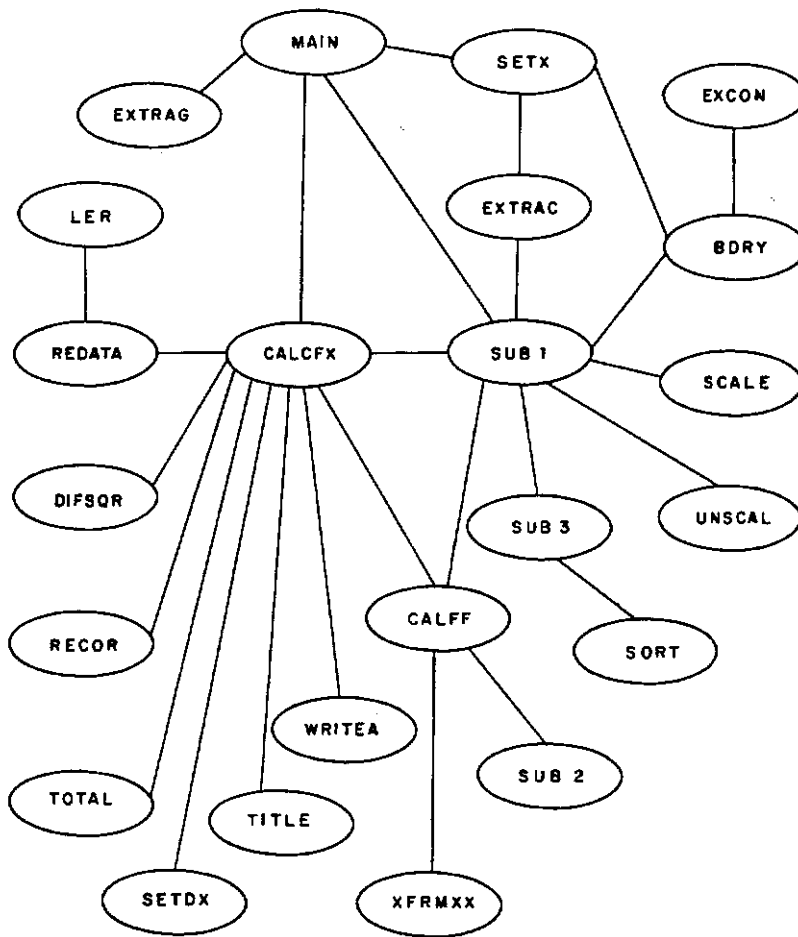 MAIN
SETX
EXCON
EXTRAG
LER
EXTRAC
BDRY
REDATA
CALCFX
SUB 1
SCALE
DIFSQR
SUB 3
UNSCAL
RECOR
CALFF
SORT
WRITEA
SUB 2
TOTAL
TITLE
SETDX
XFRMXX